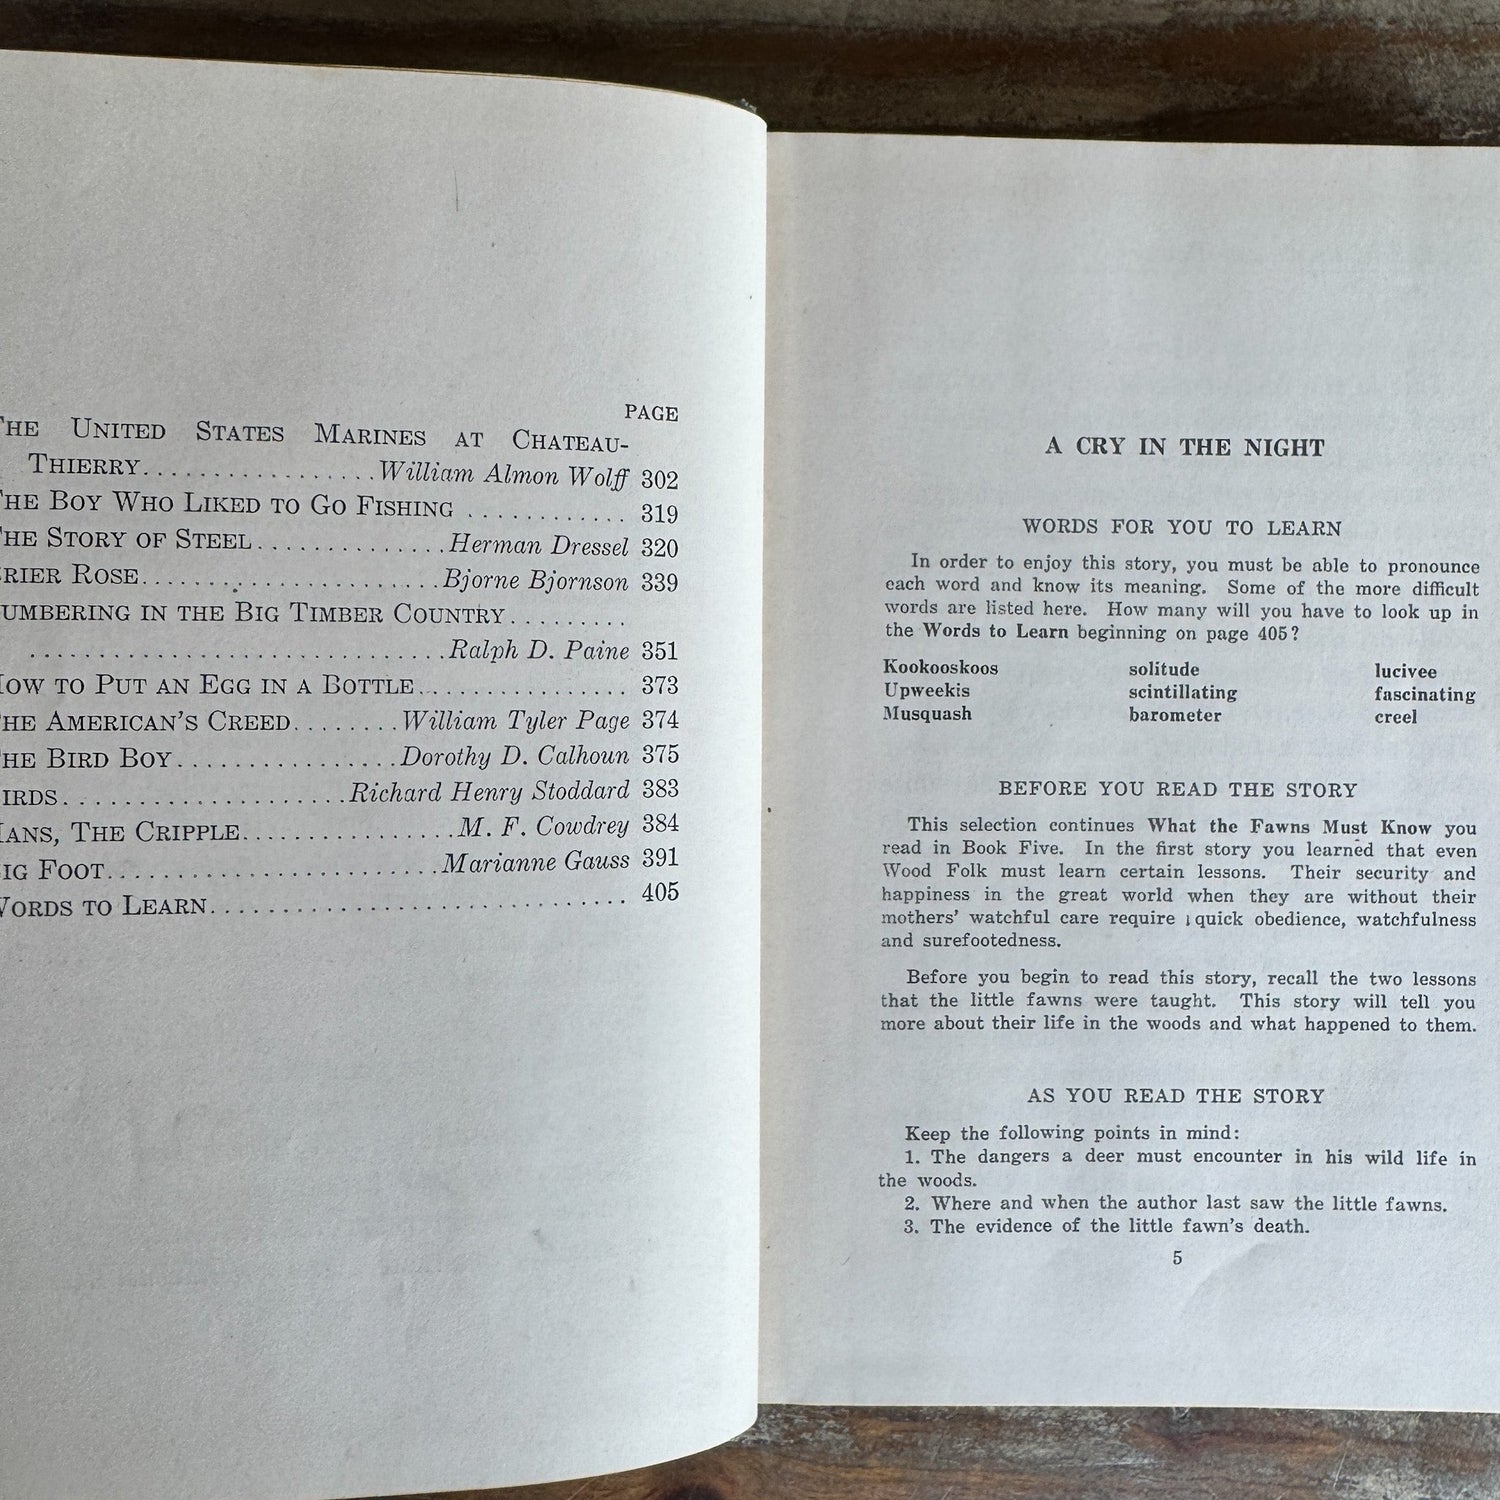 PAGE
THE UNITED STATES MARINES AT CHATEAU-
THIERRY................William Almon Wolff 302
THE BOY WHO LIKED TO GO FISHING ............ 319
THE STORY OF STEEL..............Herman Dressel 320
RIER ROSE......................Bjorne Bjornson 339
UMBERING IN THE BIG TIMBER COUNTRY.........
..............................Ralph D. Paine 351
HOW TO PUT AN EGG IN A BOTTLE................ 373
THE AMERICAN'S CREED........William Tyler Page 374
THE BIRD BOY................Dorothy D. Calhoun 375
IRDS.....................Richard Henry Stoddard 383
HANS, THE CRIPPLE................M. F. Cowdrey 384
IG FOOT........................Marianne Gauss 391
WORDS TO LEARN............................... 405
A CRY IN THE NIGHT
WORDS FOR YOU TO LEARN
In order to enjoy this story, you must be able to pronounce
each word and know its meaning. Some of the more difficult
words are listed here. How many will you have to look up in
the Words to Learn beginning on page 405?
Kookooskoos solitude lucivee
Upweekis scintillating fascinating
Musquash barometer creel
BEFORE YOU READ THE STORY
This selection continues What the Fawns Must Know you
read in Book Five. In the first story you learned that even
Wood Folk must learn certain lessons. Their security and
happiness in the great world when they are without their
mothers' watchful care require quick obedience, watchfulness
and surefootedness.
Before you begin to read this story, recall the two lessons
that the little fawns were taught. This story will tell you
more about their life in the woods and what happened to them.
AS YOU READ THE STORY
Keep the following points in mind:
1. The dangers a deer must encounter in his wild life in
the woods.
2. Where and when the author last saw the little fawns.
3. The evidence of the little fawn's death.
5